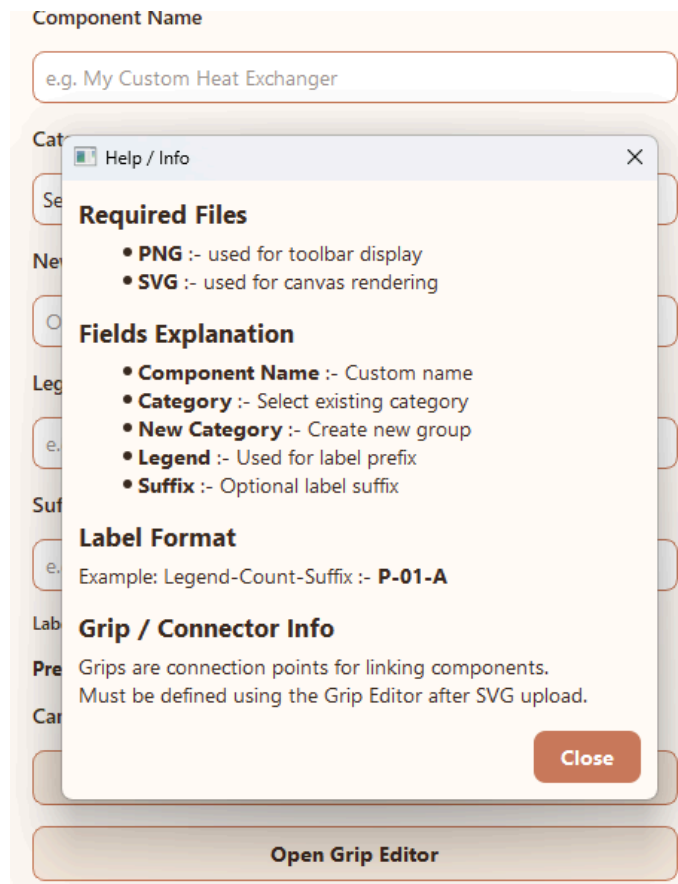 Component Name
e.g. My Custom Heat Exchanger
Help / Info
Required Files
• PNG :- used for toolbar display
• SVG :- used for canvas rendering
Fields Explanation
• Component Name :- Custom name
• Category :- Select existing category
• New Category :- Create new group
• Legend :- Used for label prefix
• Suffix :- Optional label suffix
Label Format
Example: Legend-Count-Suffix :- P-01-A
Grip / Connector Info
Grips are connection points for linking components.
Must be defined using the Grip Editor after SVG upload.
Close
Open Grip Editor